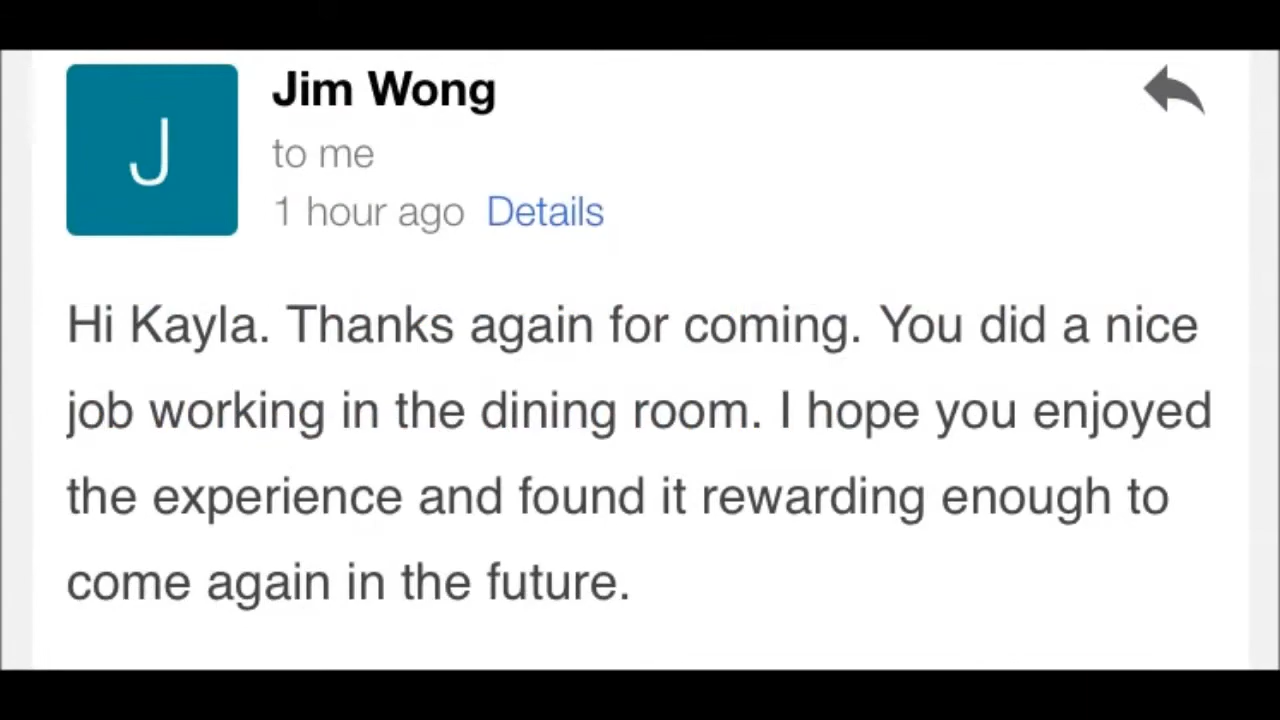 J
Jim Wong
to me
1 hour ago Details
Hi Kayla. Thanks again for coming. You did a nice
job working in the dining room. I hope you enjoyed
the experience and found it rewarding enough to
come again in the future.